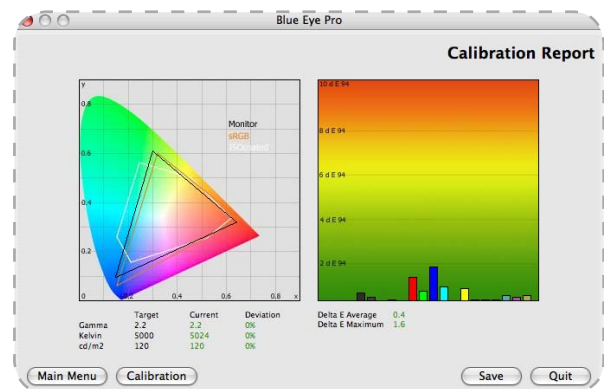 Blue Eye Pro
Calibration Report
y
0.8
Monitor
sRGB
0.6
0.4
0.2
0
0.4
0.6
0.8
x
10 d E 94
8 d E 94
6 d E 94
4 d E 94
2 d E 94
Target Current Deviation
Gamma 2.2 2.2 0%
Kelvin 5000 5024 0%
cd/m2 120 120 0%
Delta E Average 0.4
Delta E Maximum 1.6
Main Menu
Calibration
Save
Quit